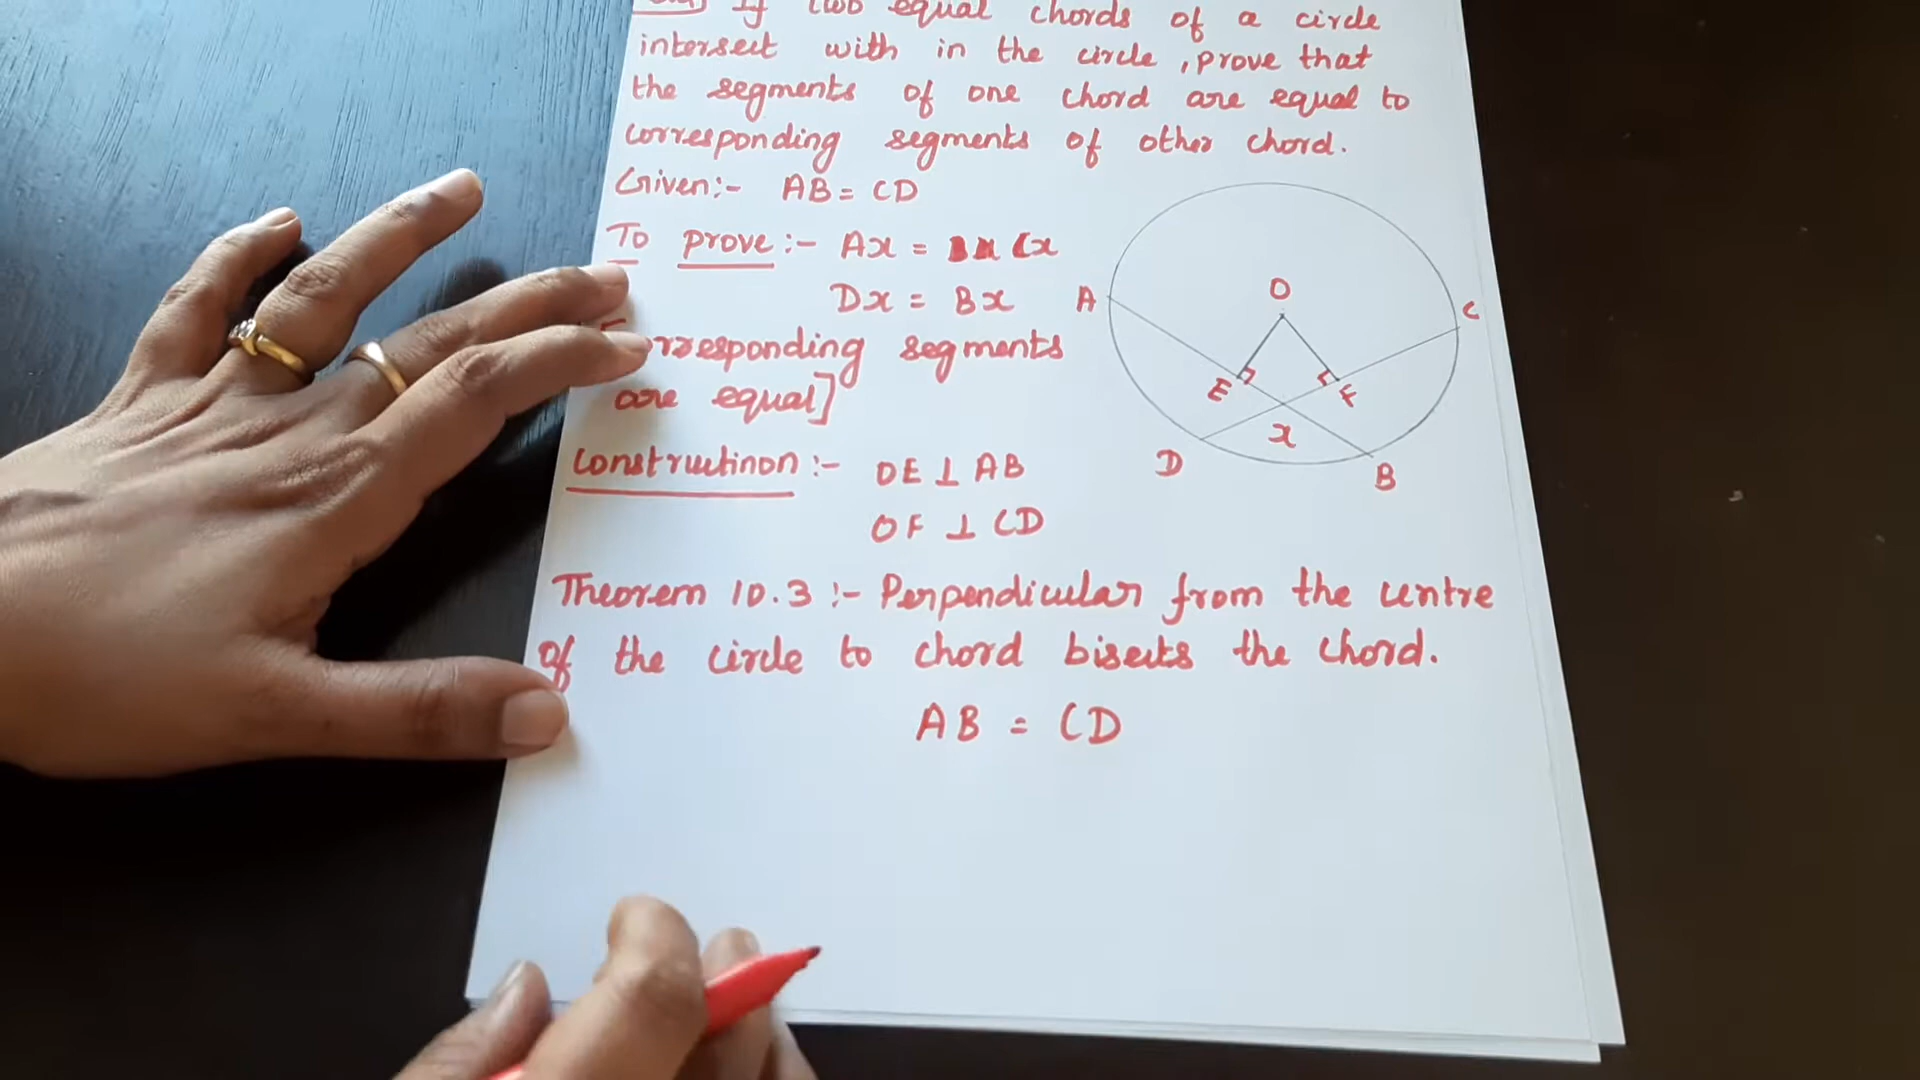 If two equal chords of a circle
intersect with in the circle, prove that
the segments of one chord are equal to
corresponding segments of other chord.
Given:- AB = CD
To prove :- Ax = Cx
Dx = Bx
segments
are equal]
Constructinon :- OE ⊥ AB
OF ⊥ CD
Theorem 10.3 :- Perpendicular from the centre
of the circle to chord bisects the chord.
AB = CD
O
A
C
E
F
x
D
B